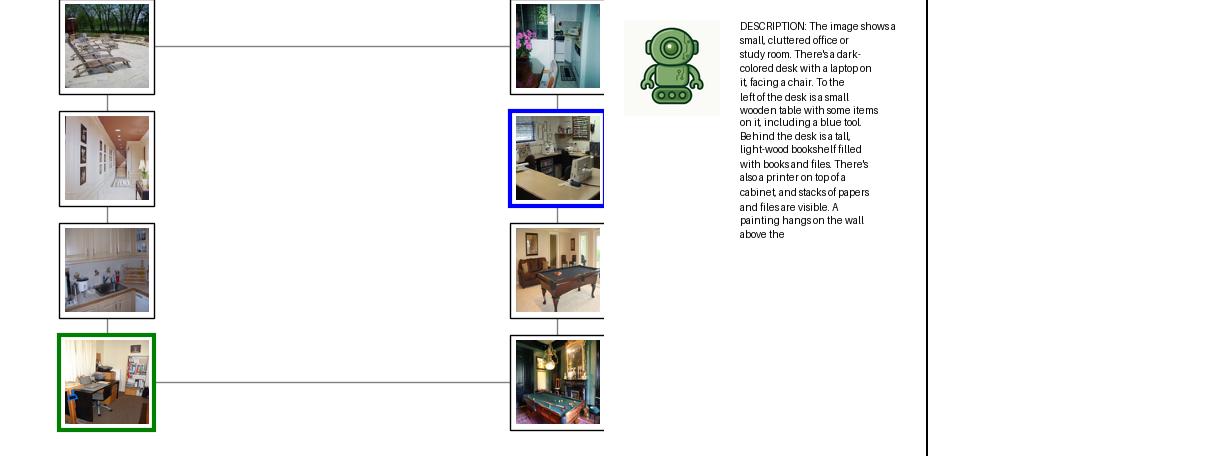 DESCRIPTION: The image shows a
small, cluttered office or
study room. There's a dark-
colored desk with a laptop on
it, facing a chair. To the
left of the desk is a small
wooden table with some items
on it, including a blue tool.
Behind the desk is a tall,
light-wood bookshelf filled
with books and files. There's
also a printer on top of a
cabinet, and stacks of papers
and files are visible. A
painting hangs on the wall
above the